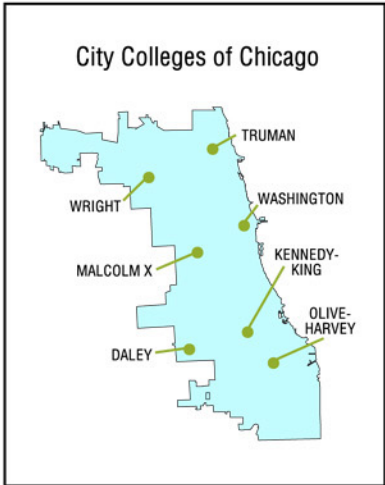 City Colleges of Chicago
TRUMAN
WRIGHT
WASHINGTON
MALCOLM X
KENNEDY-
KING
OLIVE-
HARVEY
DALEY